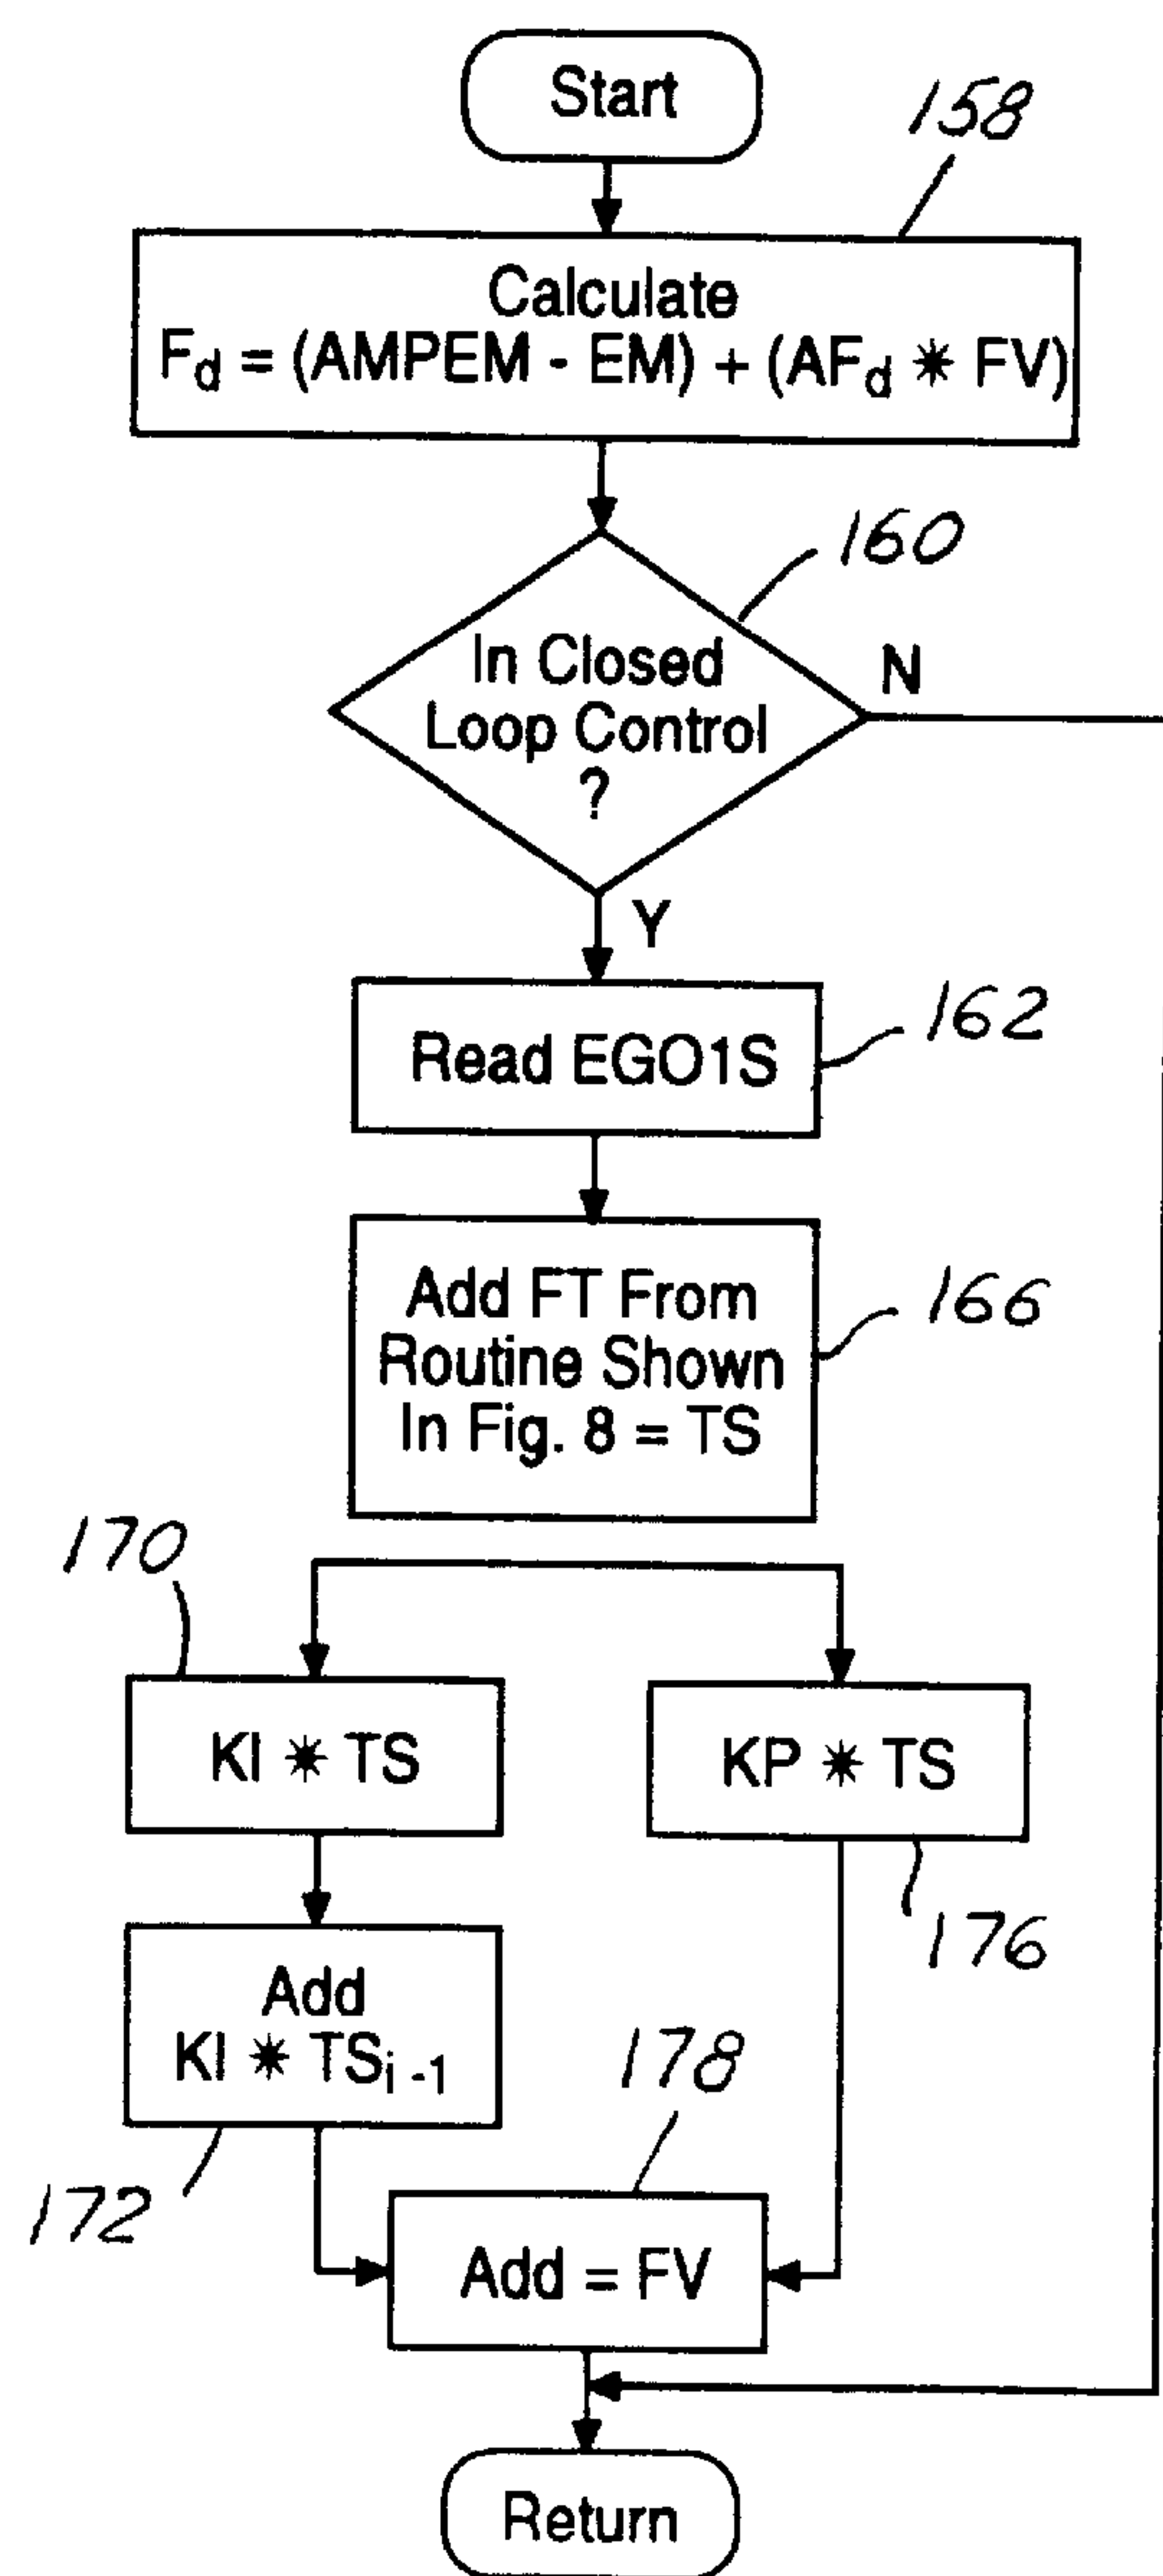 Start
158
Calculate
Fd = (AMPEM - EM) + (AFd ✷ FV)
160
In Closed
Loop Control
?
N
Y
Read EGO1S
162
Add FT From
Routine Shown
In Fig. 8 = TS
166
170
KI ✷ TS
KP ✷ TS
176
Add
KI ✷ TSi -1
172
178
Add = FV
Return